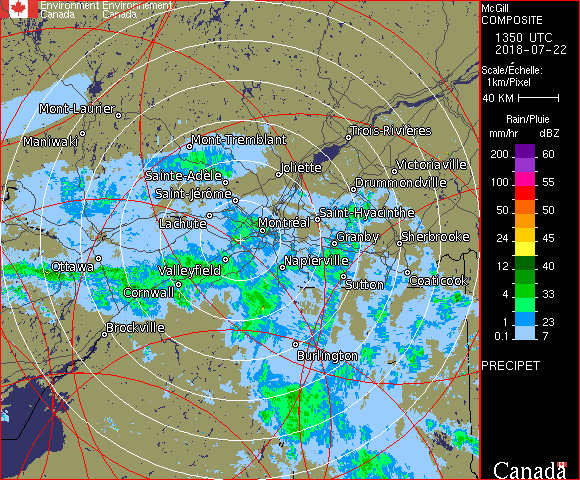 Environment Environnement
Canada Canada
McGill
COMPOSITE
1350 UTC
2018-07-22
Scale/Échelle:
1km/Pixel
40 KM
Rain/Pluie
mm/hr dBZ
200 60
100 55
50 50
24 45
12 40
4 33
1 23
0.1 7
PRECIPET
Canada
Mont-Laurier
Maniwaki
Mont-Tremblant
Trois-Rivières
Sainte-Adèle
Joliette
Victoriaville
Saint-Jérôme
Drummondville
Lachute
Saint-Hyacinthe
Montréal
Granby
Sherbrooke
Ottawa
Valleyfield
Napierville
Cornwall
Sutton
Coaticook
Brockville
Burlington